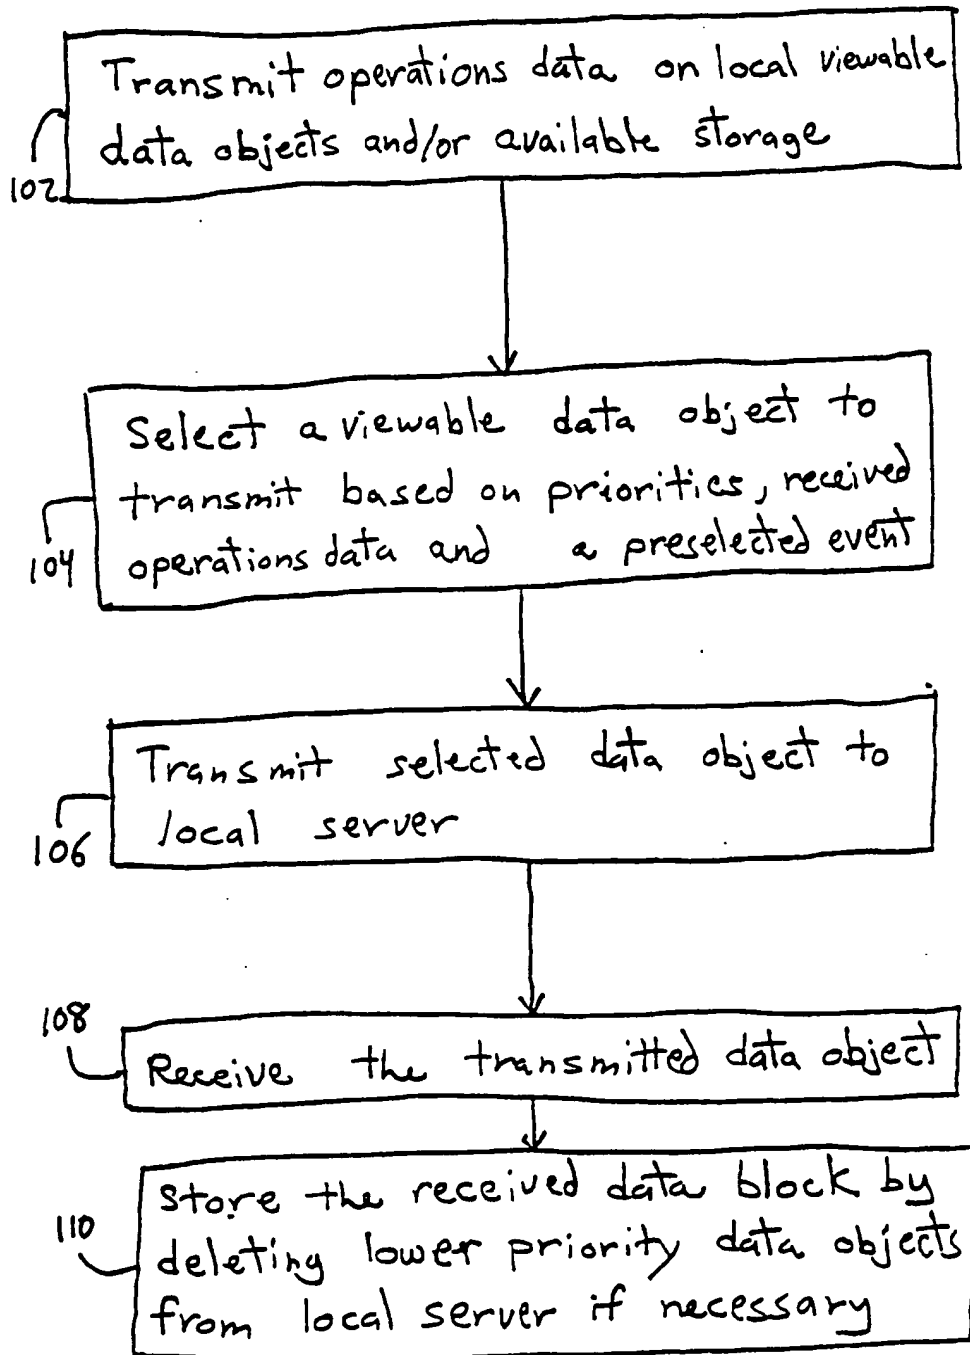 Transmit operations data on local viewable
data objects and/or available storage
102
Select a viewable data object to
transmit based on priorities, received
operations data and a preselected event
104
Transmit selected data object to
local server
106
108
Receive the transmitted data object
Store the received data block by
110
deleting lower priority data objects
from local server if necessary